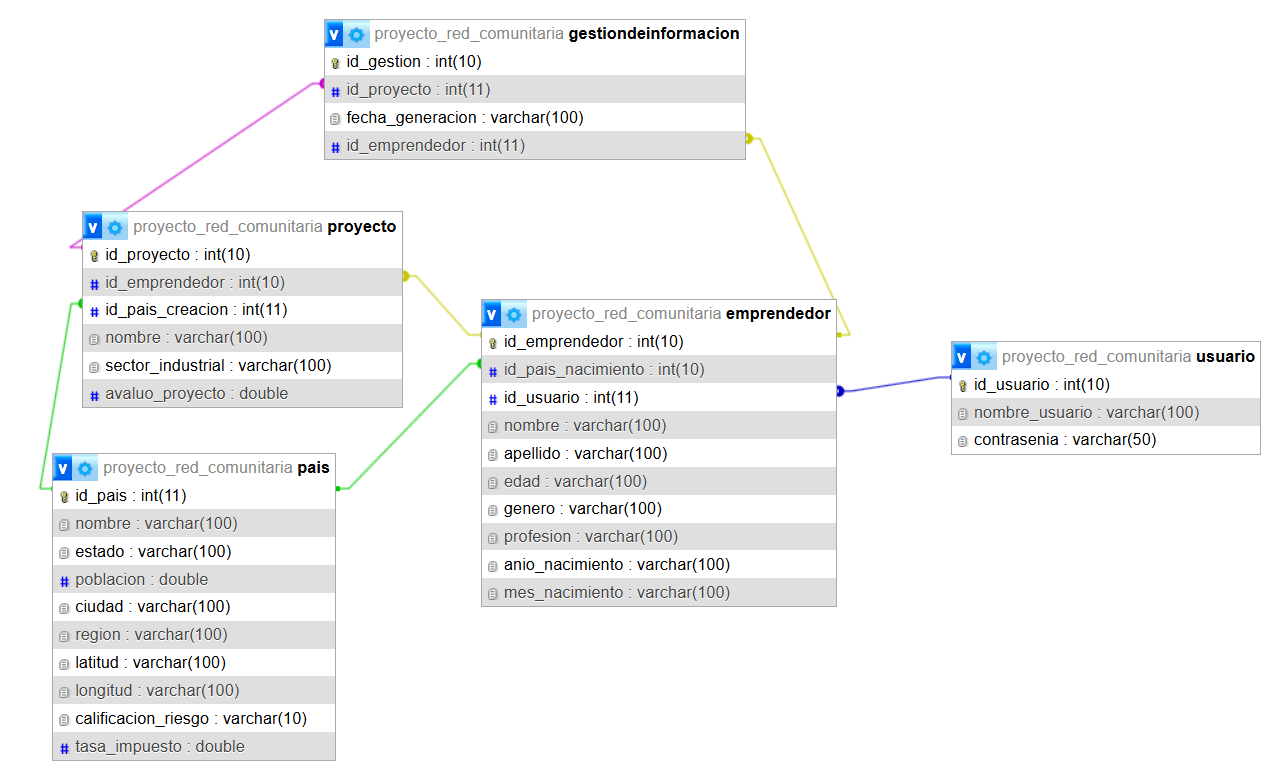 v proyecto_red_comunitaria gestiondeinformacion
id_gestion : int(10)
# id_proyecto : int(11)
fecha_generacion : varchar(100)
# id_emprendedor : int(11)
v proyecto_red_comunitaria proyecto
id_proyecto : int(10)
# id_emprendedor : int(10)
# id_pais_creacion : int(11)
nombre : varchar(100)
sector_industrial : varchar(100)
# avaluo_proyecto : double
v proyecto_red_comunitaria emprendedor
id_emprendedor : int(10)
# id_pais_nacimiento : int(10)
# id_usuario : int(11)
nombre : varchar(100)
apellido : varchar(100)
edad : varchar(100)
genero : varchar(100)
profesion : varchar(100)
anio_nacimiento : varchar(100)
mes_nacimiento : varchar(100)
v proyecto_red_comunitaria usuario
id_usuario : int(10)
nombre_usuario : varchar(100)
contrasenia : varchar(50)
v proyecto_red_comunitaria pais
id_pais : int(11)
nombre : varchar(100)
estado : varchar(100)
# poblacion : double
ciudad : varchar(100)
region : varchar(100)
latitud : varchar(100)
longitud : varchar(100)
calificacion_riesgo : varchar(10)
# tasa_impuesto : double